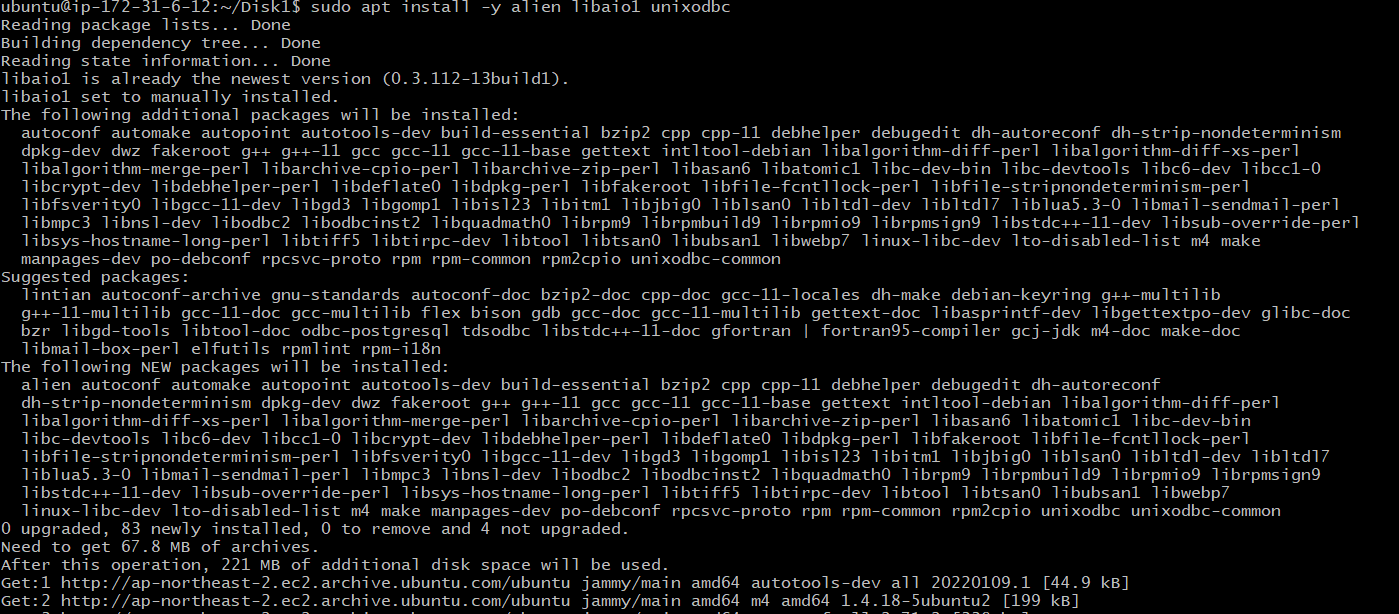 ubuntu@ip-172-31-6-12:~/Disk1$ sudo apt install -y alien libaio1 unixodbc
Reading package lists... Done
Building dependency tree... Done
Reading state information... Done
libaio1 is already the newest version (0.3.112-13build1).
libaio1 set to manually installed.
The following additional packages will be installed:
  autoconf automake autopoint autotools-dev build-essential bzip2 cpp cpp-11 debhelper debugedit dh-autoreconf dh-strip-nondeterminism
  dpkg-dev dwz fakeroot g++ g++-11 gcc gcc-11 gcc-11-base gettext intltool-debian libalgorithm-diff-perl libalgorithm-diff-xs-perl
  libalgorithm-merge-perl libarchive-cpio-perl libarchive-zip-perl libasan6 libatomic1 libc-dev-bin libc-devtools libc6-dev libcc1-0
  libcrypt-dev libdebhelper-perl libdeflate0 libdpkg-perl libfakeroot libfile-fcntllock-perl libfile-stripnondeterminism-perl
  libfsverity0 libgcc-11-dev libgd3 libgomp1 libisl23 libitm1 libjbig0 liblsan0 libltdl-dev libltdl7 liblua5.3-0 libmail-sendmail-perl
  libmpc3 libnsl-dev libodbc2 libodbcinst2 libquadmath0 librpm9 librpmbuild9 librpmio9 librpmsign9 libstdc++-11-dev libsub-override-perl
  libsys-hostname-long-perl libtiff5 libtirpc-dev libtool libtsan0 libubsan1 libwebp7 linux-libc-dev lto-disabled-list m4 make
  manpages-dev po-debconf rpcsvc-proto rpm rpm-common rpm2cpio unixodbc-common
Suggested packages:
  lintian autoconf-archive gnu-standards autoconf-doc bzip2-doc cpp-doc gcc-11-locales dh-make debian-keyring g++-multilib
  g++-11-multilib gcc-11-doc gcc-multilib flex bison gdb gcc-doc gcc-11-multilib gettext-doc libasprintf-dev libgettextpo-dev glibc-doc
  bzr libgd-tools libtool-doc odbc-postgresql tdsodbc libstdc++-11-doc gfortran | fortran95-compiler gcj-jdk m4-doc make-doc
  libmail-box-perl elfutils rpmlint rpm-i18n
The following NEW packages will be installed:
  alien autoconf automake autopoint autotools-dev build-essential bzip2 cpp cpp-11 debhelper debugedit dh-autoreconf
  dh-strip-nondeterminism dpkg-dev dwz fakeroot g++ g++-11 gcc gcc-11 gcc-11-base gettext intltool-debian libalgorithm-diff-perl
  libalgorithm-diff-xs-perl libalgorithm-merge-perl libarchive-cpio-perl libarchive-zip-perl libasan6 libatomic1 libc-dev-bin
  libc-devtools libc6-dev libcc1-0 libcrypt-dev libdebhelper-perl libdeflate0 libdpkg-perl libfakeroot libfile-fcntllock-perl
  libfile-stripnondeterminism-perl libfsverity0 libgcc-11-dev libgd3 libgomp1 libisl23 libitm1 libjbig0 liblsan0 libltdl-dev libltdl7
  liblua5.3-0 libmail-sendmail-perl libmpc3 libnsl-dev libodbc2 libodbcinst2 libquadmath0 librpm9 librpmbuild9 librpmio9 librpmsign9
  libstdc++-11-dev libsub-override-perl libsys-hostname-long-perl libtiff5 libtirpc-dev libtool libtsan0 libubsan1 libwebp7
  linux-libc-dev lto-disabled-list m4 make manpages-dev po-debconf rpcsvc-proto rpm rpm-common rpm2cpio unixodbc unixodbc-common
0 upgraded, 83 newly installed, 0 to remove and 4 not upgraded.
Need to get 67.8 MB of archives.
After this operation, 221 MB of additional disk space will be used.
Get:1 http://ap-northeast-2.ec2.archive.ubuntu.com/ubuntu jammy/main amd64 autotools-dev all 20220109.1 [44.9 kB]
Get:2 http://ap-northeast-2.ec2.archive.ubuntu.com/ubuntu jammy/main amd64 m4 amd64 1.4.18-5ubuntu2 [199 kB]